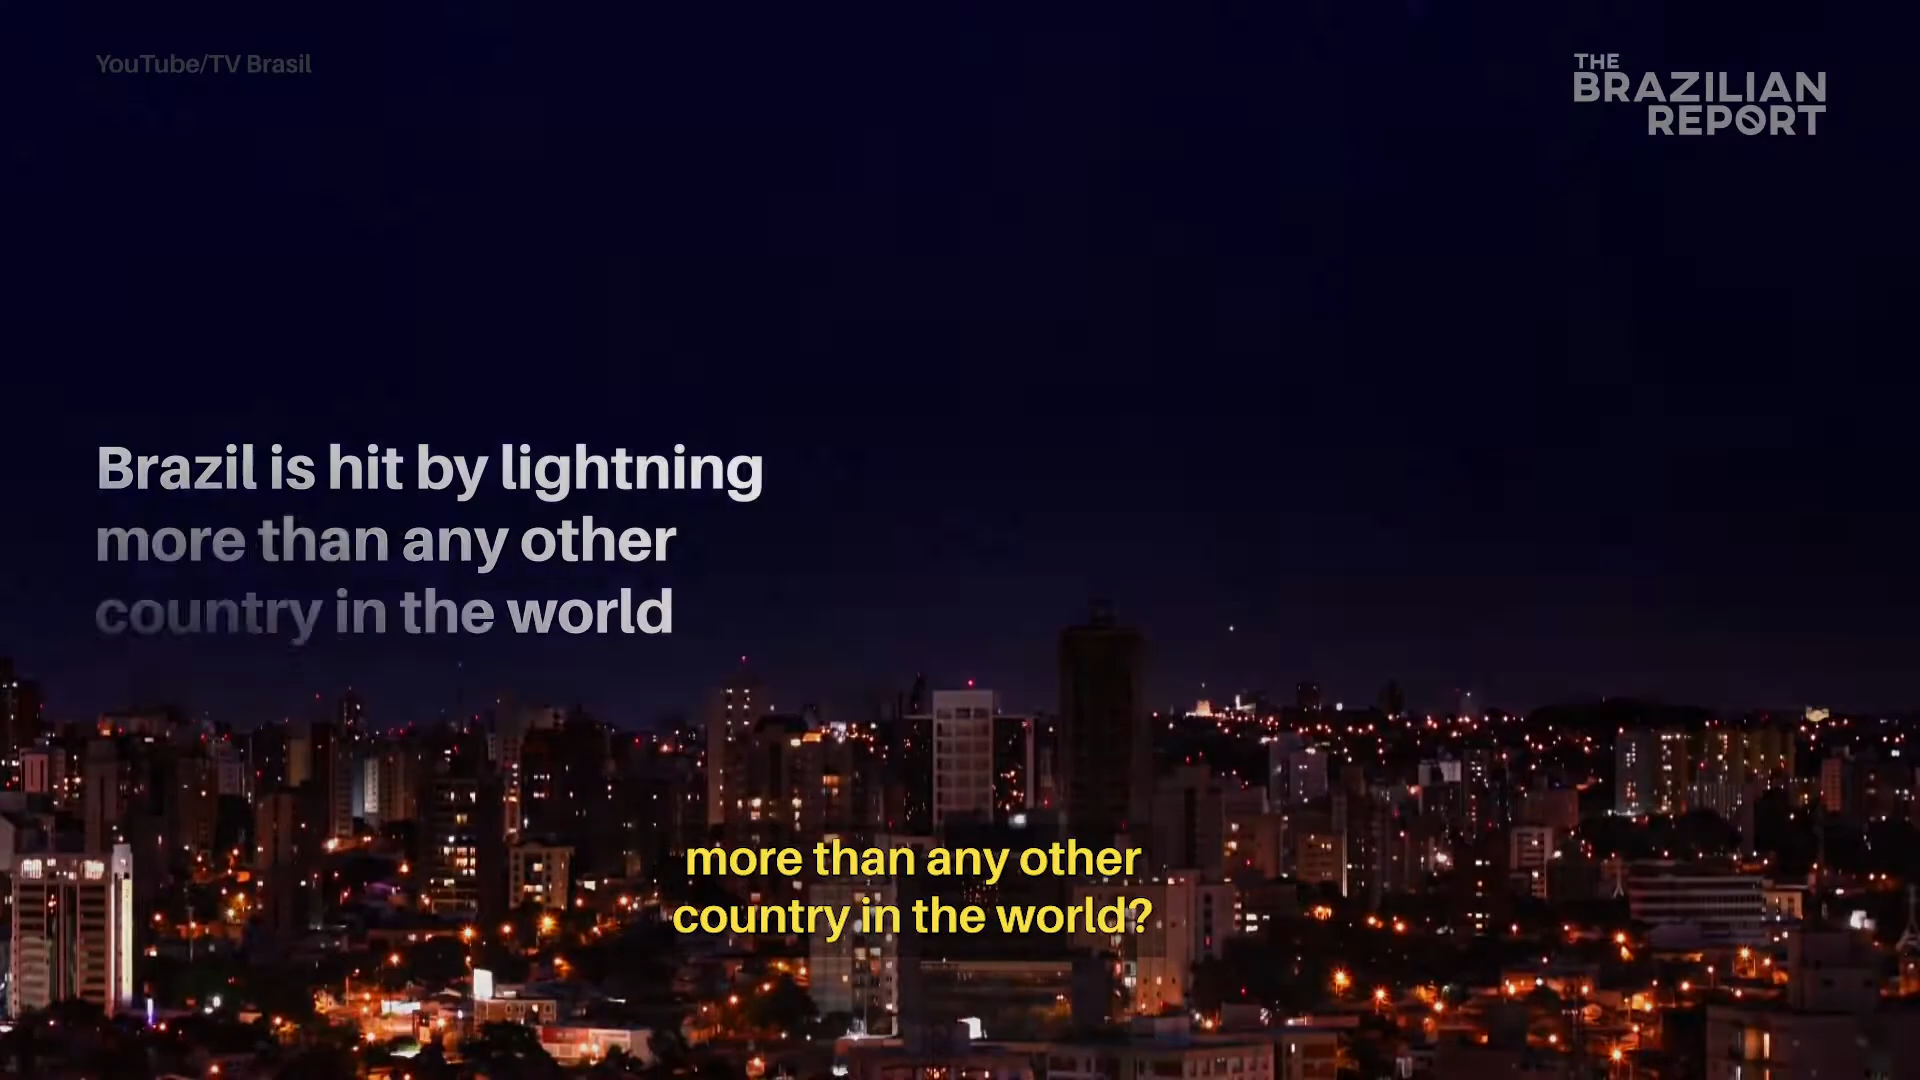 YouTube/TV Brasil
THE
BRAZILIAN
REPORT
Brazil is hit by lightning
more than any other
country in the world
more than any other
country in the world?